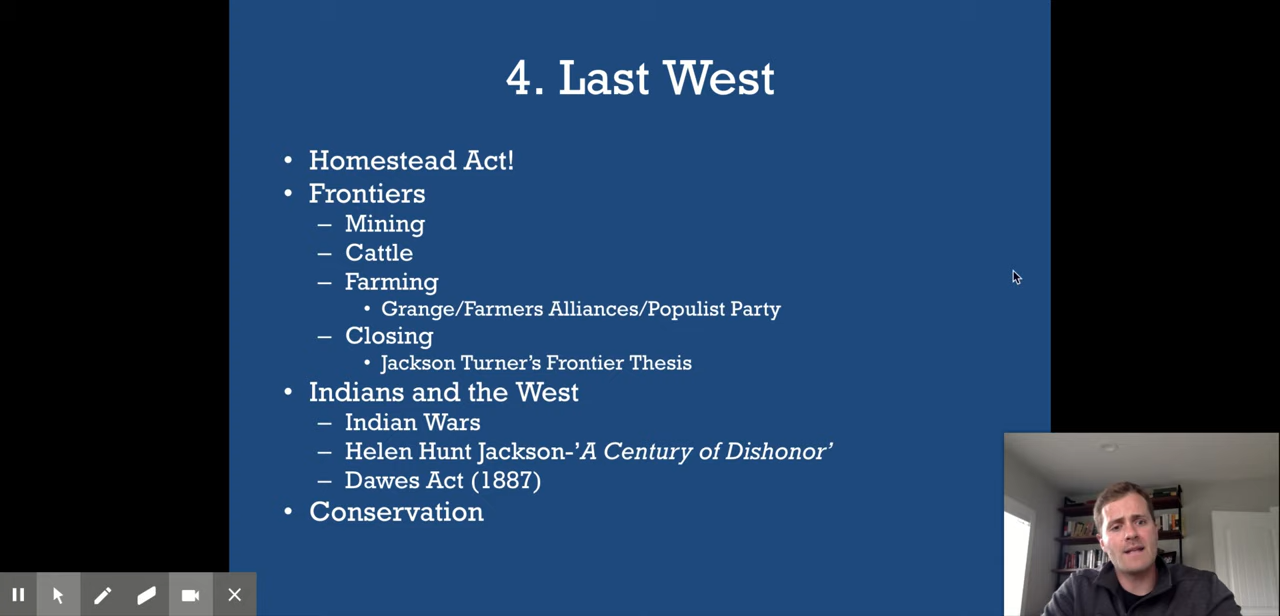 4. Last West
• Homestead Act!
• Frontiers
– Mining
– Cattle
– Farming
• Grange/Farmers Alliances/Populist Party
– Closing
• Jackson Turner's Frontier Thesis
• Indians and the West
– Indian Wars
– Helen Hunt Jackson-'A Century of Dishonor'
– Dawes Act (1887)
• Conservation